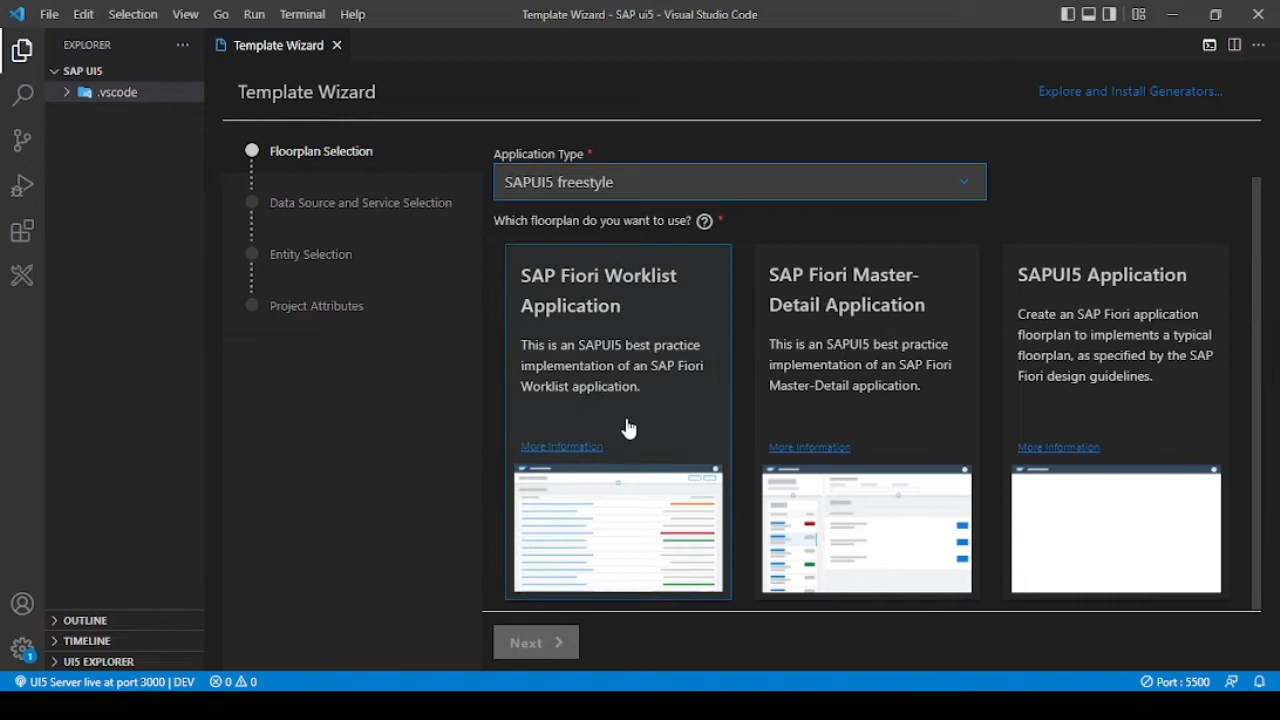 File Edit Selection View Go Run Terminal Help
Template Wizard - SAP ui5 - Visual Studio Code
EXPLORER
SAP UI5
.vscode
OUTLINE
TIMELINE
UI5 EXPLORER
Template Wizard
Template Wizard
Explore and Install Generators...
Floorplan Selection
Data Source and Service Selection
Entity Selection
Project Attributes
Application Type *
SAPUI5 freestyle
Which floorplan do you want to use? ? *
SAP Fiori Worklist
Application
This is an SAPUI5 best practice
implementation of an SAP Fiori
Worklist application.
More Information
SAP Fiori Master-
Detail Application
This is an SAPUI5 best practice
implementation of an SAP Fiori
Master-Detail application.
More Information
SAPUI5 Application
Create an SAP Fiori application
floorplan to implements a typical
floorplan, as specified by the SAP
Fiori design guidelines.
More Information
Next
1
UI5 Server live at port 3000 | DEV
0 0
Port : 5500